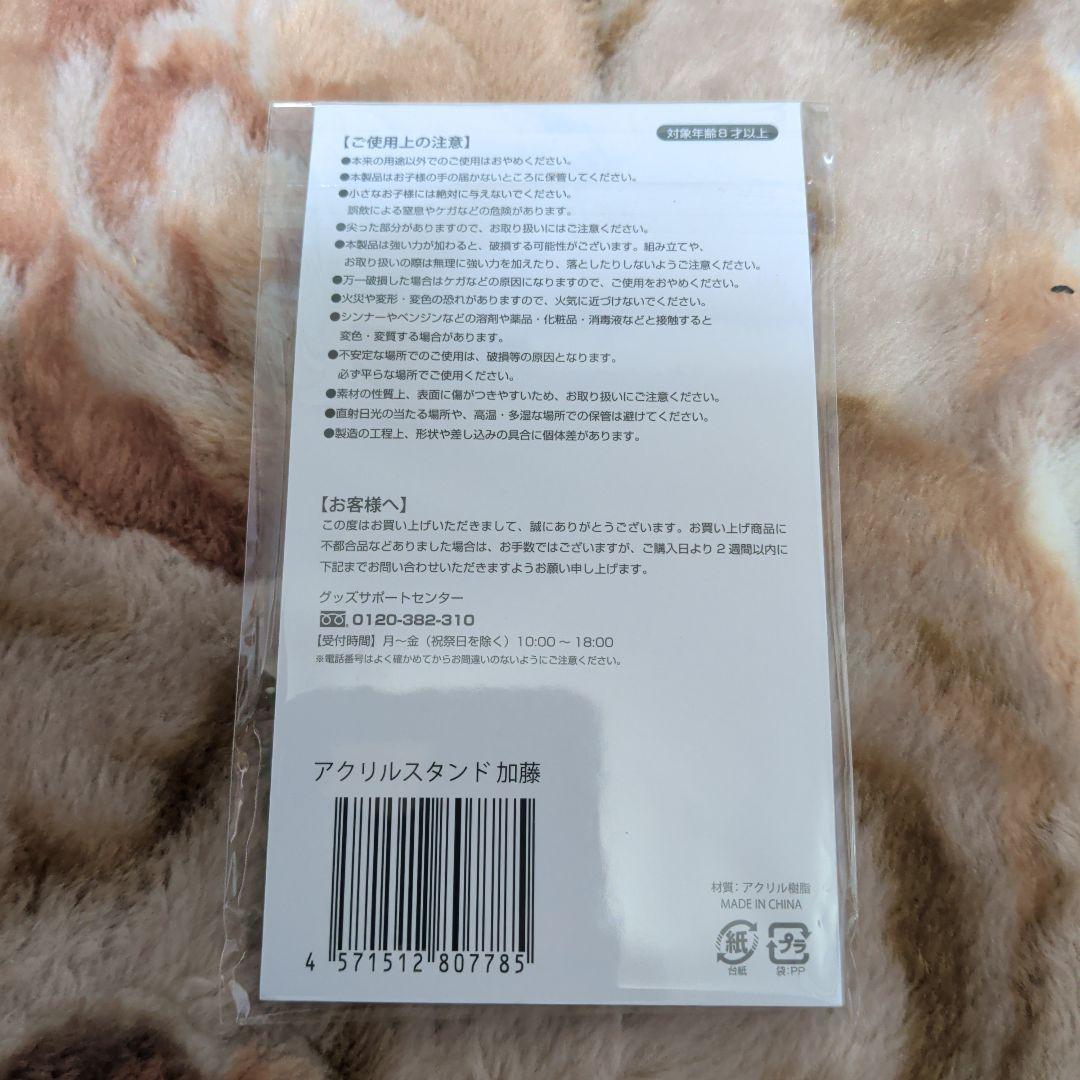 対象年齢8才以上
【ご使用上の注意】
●本来の用途以外でのご使用はおやめください。
●本製品はお子様の手の届かないところに保管してください。
●小さなお子様には絶対に与えないでください。
誤飲による窒息やケガなどの危険があります。
●尖った部分がありますので、お取り扱いにはご注意ください。
●本製品は強い力が加わると、破損する可能性がございます。組み立てや、
お取り扱いの際は無理に強い力を加えたり、落としたりしないようご注意ください。
●万一破損した場合はケガなどの原因になりますので、ご使用をおやめください。
●火災や変形・変色の恐れがありますので、火気に近づけないでください。
●シンナーやベンジンなどの溶剤や薬品・化粧品・消毒液などと接触すると
変色・変質する場合があります。
●不安定な場所でのご使用は、破損等の原因となります。
必ず平らな場所でご使用ください。
●素材の性質上、表面に傷がつきやすいため、お取り扱いにご注意ください。
●直射日光の当たる場所や、高温・多湿な場所での保管は避けてください。
●製造の工程上、形状や差し込みの具合に個体差があります。
【お客様へ】
この度はお買い上げいただきまして、誠にありがとうございます。お買い上げ商品に
不都合品などありました場合は、お手数ではございますが、ご購入日より2週間以内に
下記までお問い合わせいただきますようお願い申し上げます。
グッズサポートセンター
0120-382-310
【受付時間】月～金（祝祭日を除く）10:00～18:00
※電話番号はよく確かめてからお間違いのないようにご注意ください。
アクリルスタンド 加藤
4 571512 807785
材質：アクリル樹脂
MADE IN CHINA
紙
台紙
プラ
袋：PP